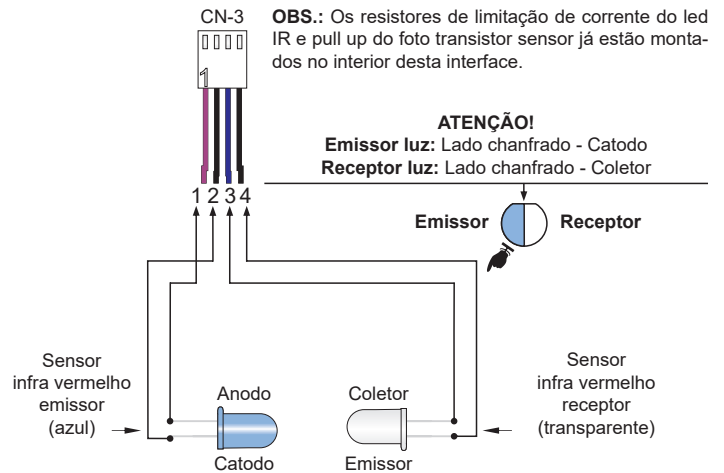 CN-3
OBS.: Os resistores de limitação de corrente do led
IR e pull up do foto transistor sensor já estão monta-
dos no interior desta interface.
1
ATENÇÃO!
Emissor luz: Lado chanfrado - Catodo
Receptor luz: Lado chanfrado - Coletor
1 2 3 4
Emissor
Receptor
Sensor
infra vermelho
emissor
(azul)
Anodo
Catodo
Coletor
Emissor
Sensor
infra vermelho
receptor
(transparente)